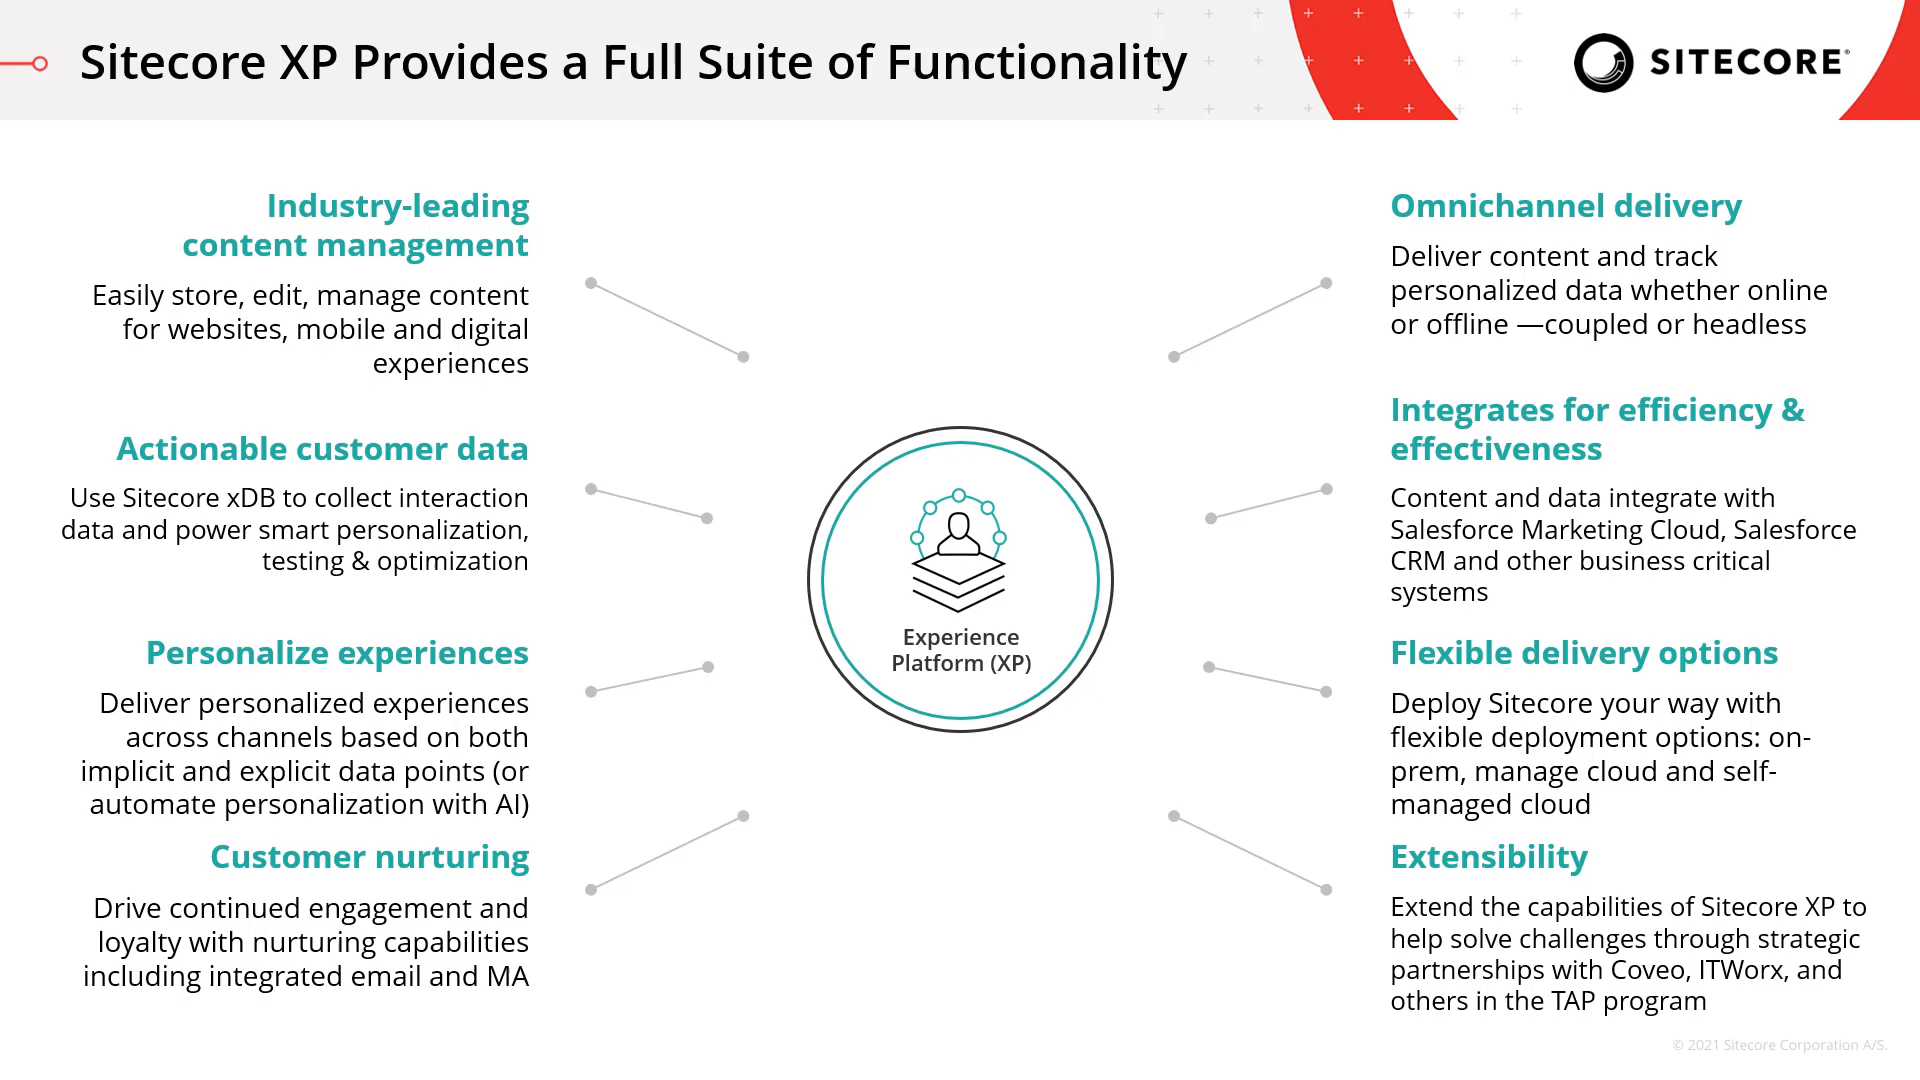 Sitecore XP Provides a Full Suite of Functionality
SITECORE®
Industry-leading
content management
Easily store, edit, manage content
for websites, mobile and digital
experiences
Actionable customer data
Use Sitecore xDB to collect interaction
data and power smart personalization,
testing & optimization
Personalize experiences
Deliver personalized experiences
across channels based on both
implicit and explicit data points (or
automate personalization with AI)
Customer nurturing
Drive continued engagement and
loyalty with nurturing capabilities
including integrated email and MA
Experience
Platform (XP)
Omnichannel delivery
Deliver content and track
personalized data whether online
or offline —coupled or headless
Integrates for efficiency &
effectiveness
Content and data integrate with
Salesforce Marketing Cloud, Salesforce
CRM and other business critical
systems
Flexible delivery options
Deploy Sitecore your way with
flexible deployment options: on-
prem, manage cloud and self-
managed cloud
Extensibility
Extend the capabilities of Sitecore XP to
help solve challenges through strategic
partnerships with Coveo, ITWorx, and
others in the TAP program
© 2021 Sitecore Corporation A/S.